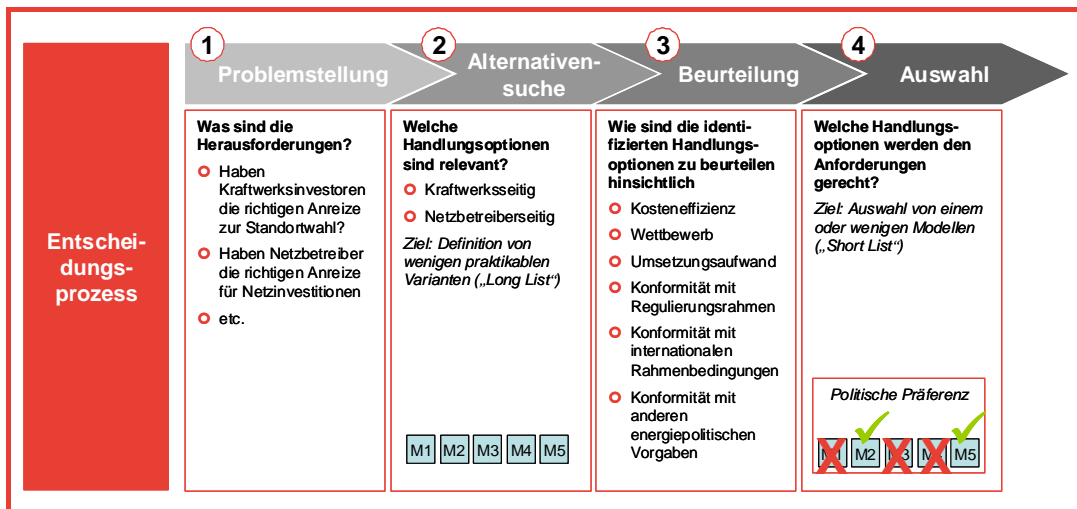 Entschei-
dungs-
prozess
1
Problemstellung
Was sind die
Herausforderungen?
Haben
Kraftwerksinvestoren
die richtigen Anreize
zur Standortwahl?
Haben Netzbetreiber
die richtigen Anreize
für Netzinvestitionen
etc.
2
Alternativen-
suche
Welche
Handlungsoptionen
sind relevant?
Kraftwerksseitig
Netzbetreiberseitig
Ziel: Definition von
wenigen praktikablen
Varianten („Long List“)
M1 M2 M3 M4 M5
3
Beurteilung
Wie sind die identi-
fizierten Handlungs-
optionen zu beurteilen
hinsichtlich
Kosteneffizienz
Wettbewerb
Umsetzungsaufwand
Konformität mit
Regulierungsrahmen
Konformität mit
internationalen
Rahmenbedingungen
Konformität mit
anderen
energiepolitischen
Vorgaben
4
Auswahl
Welche Handlungs-
optionen werden den
Anforderungen
gerecht?
Ziel: Auswahl von einem
oder wenigen Modellen
(„Short List“)
Politische Präferenz
M1 M2 M3 M4 M5